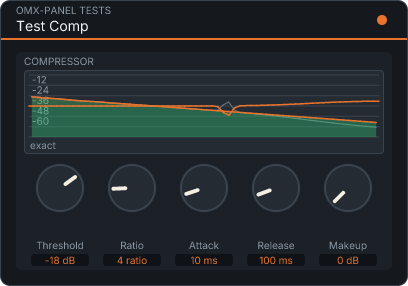 OMX-PANEL TESTS
Test Comp
COMPRESSOR
-12
-24
-36
-48
-60
exact
Threshold Ratio Attack Release Makeup
-18 dB 4 ratio 10 ms 100 ms 0 dB